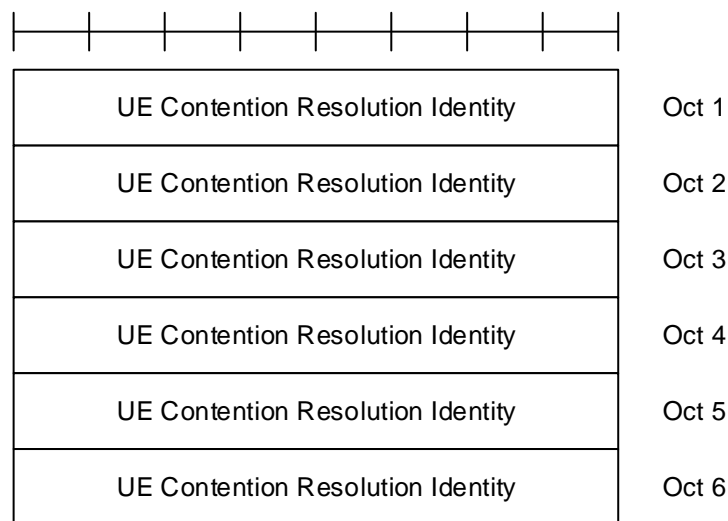 UE Contention Resolution Identity Oct 1
UE Contention Resolution Identity Oct 2
UE Contention Resolution Identity Oct 3
UE Contention Resolution Identity Oct 4
UE Contention Resolution Identity Oct 5
UE Contention Resolution Identity Oct 6